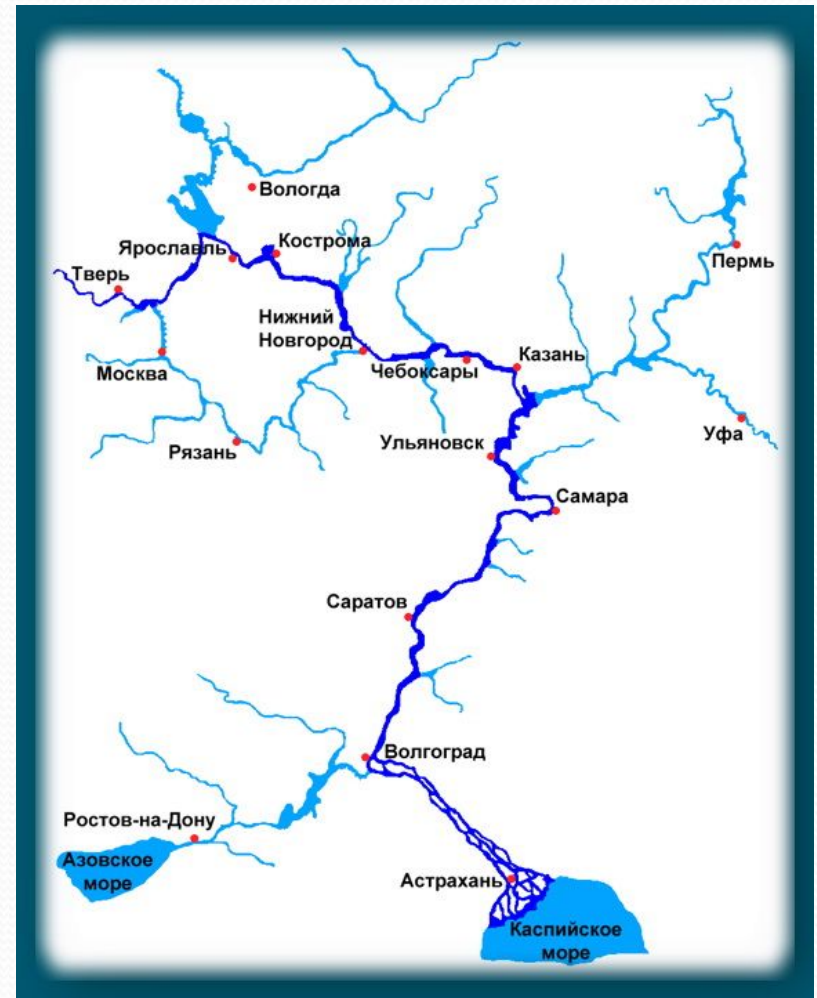 Вологда
Ярославль
Кострома
Тверь
Пермь
Нижний
Новгород
Казань
Чебоксары
Москва
Уфа
Рязань
Ульяновск
Самара
Саратов
Волгоград
Ростов-на-Дону
Азовское
море
Астрахань
Каспийское
море